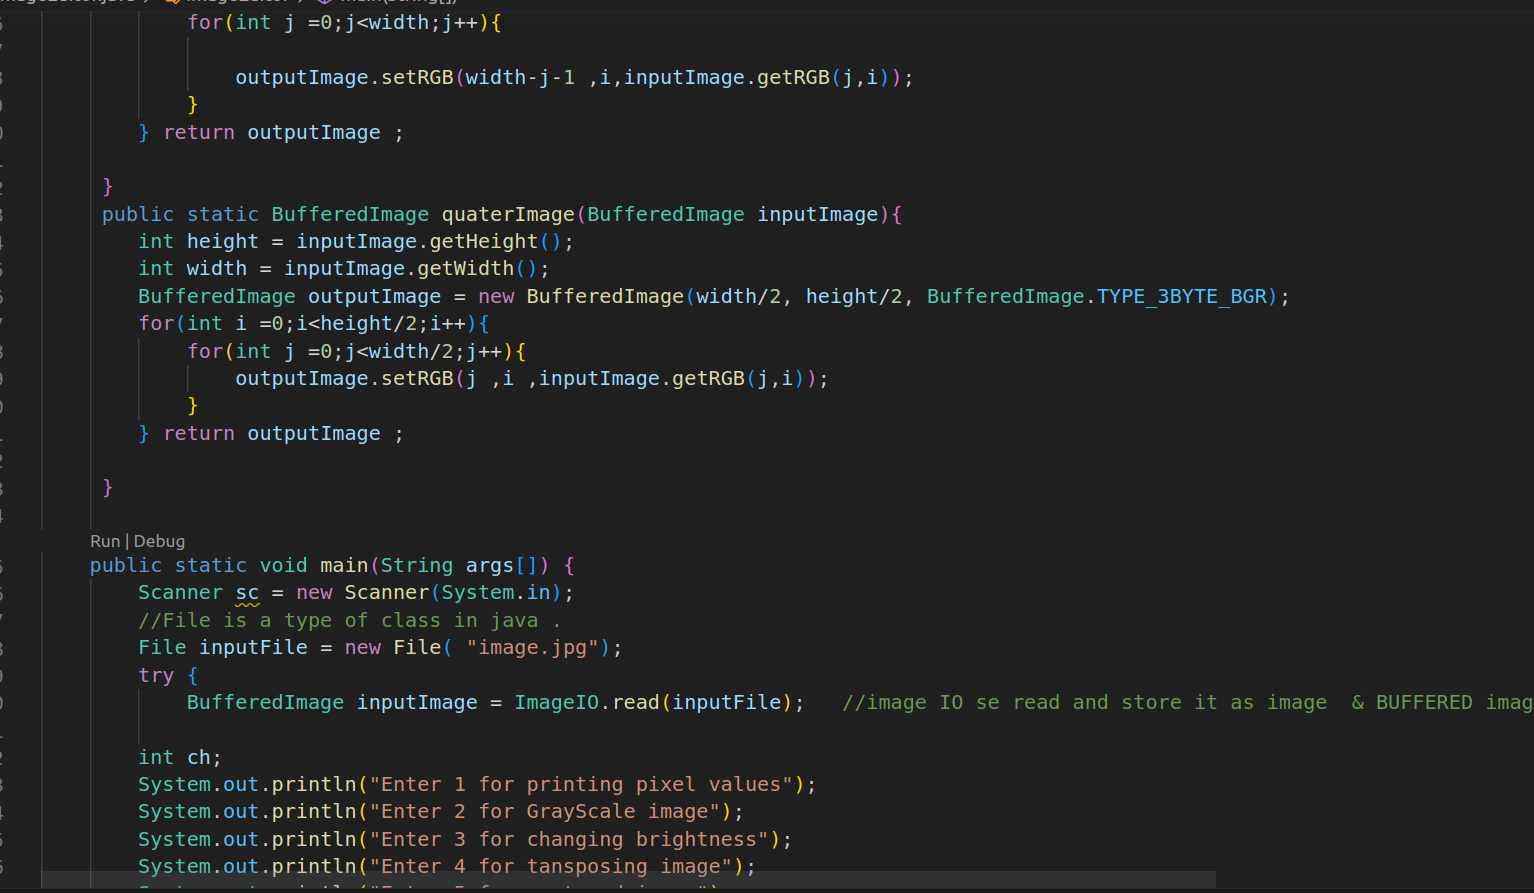 for(int j =0;j<width;j++){
outputImage.setRGB(width-j-1 ,i,inputImage.getRGB(j,i));
}
} return outputImage ;
}
public static BufferedImage quaterImage(BufferedImage inputImage){
int height = inputImage.getHeight();
int width = inputImage.getWidth();
BufferedImage outputImage = new BufferedImage(width/2, height/2, BufferedImage.TYPE_3BYTE_BGR);
for(int i =0;i<height/2;i++){
for(int j =0;j<width/2;j++){
outputImage.setRGB(j ,i ,inputImage.getRGB(j,i));
}
} return outputImage ;
}
Run | Debug
public static void main(String args[]) {
Scanner sc = new Scanner(System.in);
//File is a type of class in java .
File inputFile = new File( "image.jpg");
try {
BufferedImage inputImage = ImageIO.read(inputFile);   //image IO se read and store it as image  & BUFFERED imag
int ch;
System.out.println("Enter 1 for printing pixel values");
System.out.println("Enter 2 for GrayScale image");
System.out.println("Enter 3 for changing brightness");
System.out.println("Enter 4 for tansposing image");